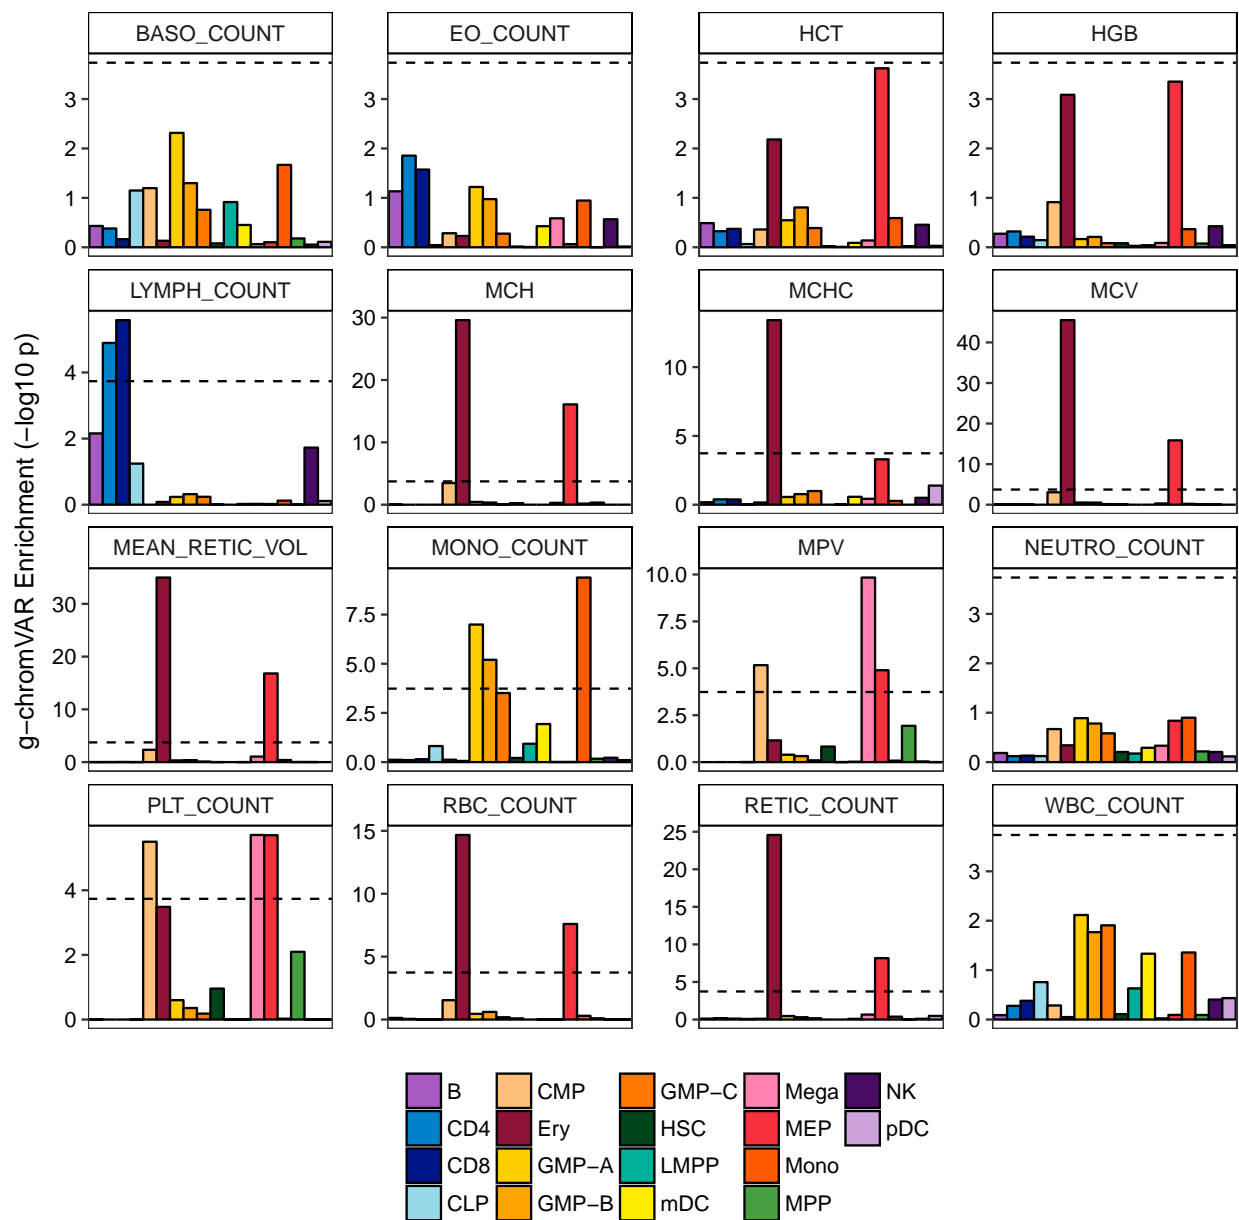 BASO_COUNT EO_COUNT HCT HGB
3 3 3 3
2 2 2 2
1 1 1 1
0 0 0 0
LYMPH_COUNT MCH MCHC MCV
4 30 10 40
2 20 5 30
0 10 0 20
0 10
0
g−chromVAR Enrichment (−log10 p)
MEAN_RETIC_VOL MONO_COUNT MPV NEUTRO_COUNT
30 7.5 10.0 3
20 5.0 7.5 2
10 2.5 5.0 1
0 0.0 2.5 0
0.0
PLT_COUNT RBC_COUNT RETIC_COUNT WBC_COUNT
4 15 25 3
2 10 20 2
0 5 15 1
0 10 0
5
0
B CMP GMP−C Mega NK
CD4 Ery HSC MEP pDC
CD8 GMP−A LMPP Mono
CLP GMP−B mDC MPP